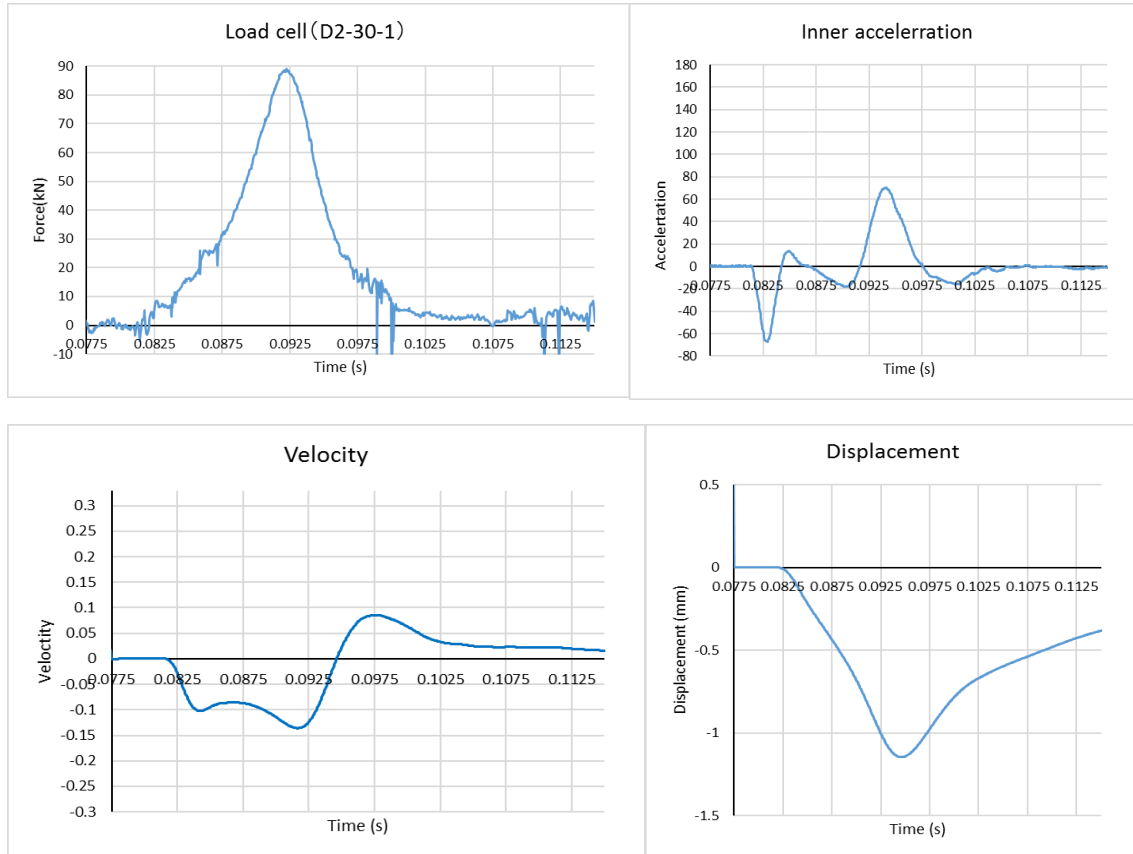 Load cell（D2-30-1）
90
80
70
60
50
40
30
20
10
0
-10
Force(kN)
0.0775 0.0825 0.0875 0.0925 0.0975 0.1025 0.1075 0.1125
Time (s)
Inner acelerration
180
160
140
120
100
80
60
40
20
0
-20
-40
-60
-80
Accelertation
0.0775 0.0825 0.0875 0.0925 0.0975 0.1025 0.1075 0.1125
Time (s)
Velocity
0.3
0.25
0.2
0.15
0.1
0.05
0
-0.05
-0.1
-0.15
-0.2
-0.25
-0.3
Veloctity
0.0775 0.0825 0.0875 0.0925 0.0975 0.1025 0.1075 0.1125
Time (s)
Displacement
0.5
0
-0.5
-1
-1.5
Displacement (mm)
0.0775 0.0825 0.0875 0.0925 0.0975 0.1025 0.1075 0.1125
Time (s)